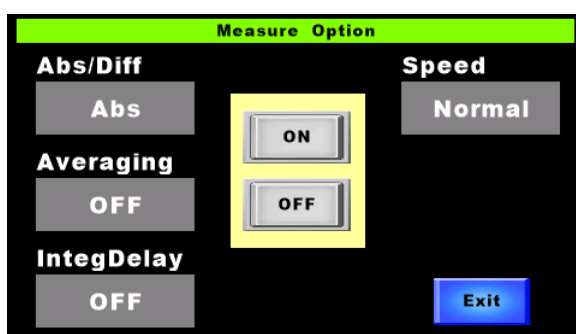 Measure Option
Abs/Diff
Abs
Averaging
OFF
IntegDelay
OFF
ON
OFF
Speed
Normal
Exit